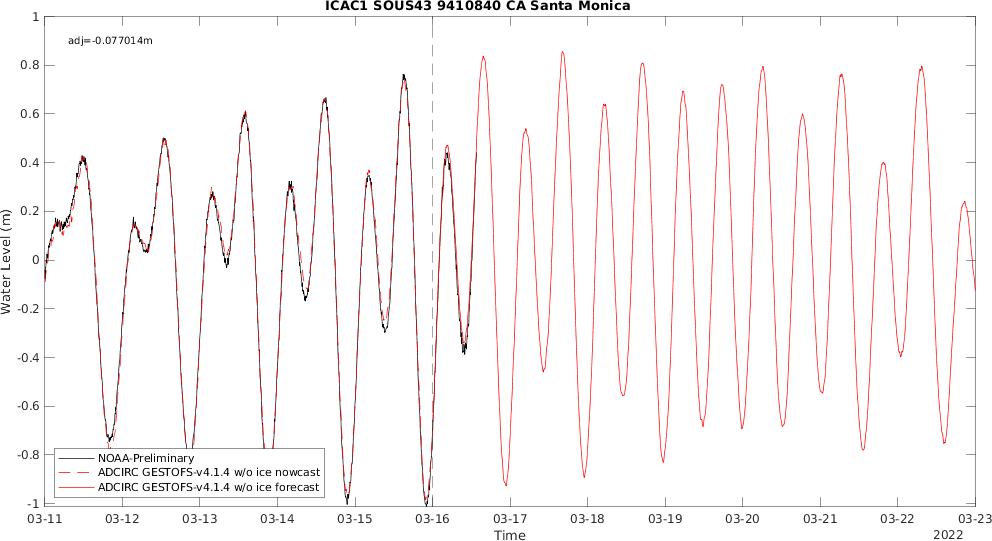 ICAC1 SOUS43 9410840 CA Santa Monica
adj=-0.077014m
Water Level (m)
1
0.8
0.6
0.4
0.2
0
-0.2
-0.4
-0.6
-0.8
-1
NOAA-Preliminary
ADCIRC GESTOFS-v4.1.4 w/o ice nowcast
ADCIRC GESTOFS-v4.1.4 w/o ice forecast
03-11 03-12 03-13 03-14 03-15 03-16 03-17 03-18 03-19 03-20 03-21 03-22 03-23
Time
2022